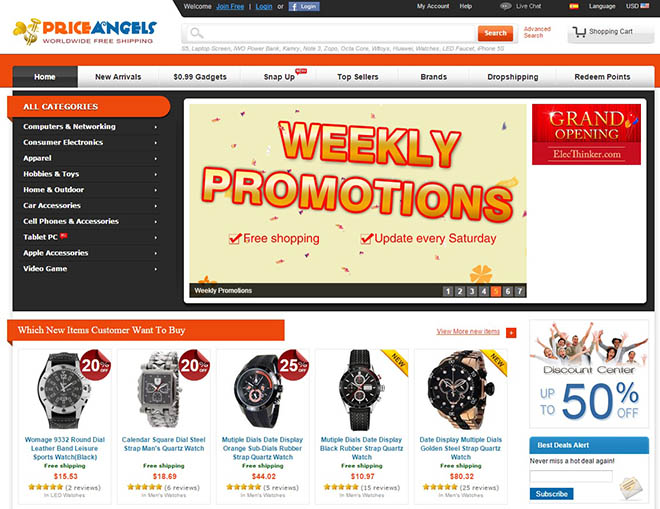 Welcome Join Free | Login or f Login
My Account
Help
Live Chat
Language
USD
PRICEANGELS
WORLDWIDE FREE SHIPPING
Search
Advanced Search
Shopping Cart
S5, Laptop Screen, IWO Power Bank, Kamry, Note 3, Zopo, Octa Core, Wltoys, Huawei, Watches, LED Faucet, iPhone 5G
Home
New Arrivals
$0.99 Gadgets
Snap Up
NEW
Top Sellers
Brands
Dropshipping
Redeem Points
ALL CATEGORIES
Computers & Networking
Consumer Electronics
Apparel
Hobbies & Toys
Home & Outdoor
Car Accessories
Cell Phones & Accessories
Tablet PC
Apple Accessories
Video Game
WEEKLY
PROMOTIONS
Free shopping
Update every Saturday
Weekly Promotions
1 2 3 4 5 6 7
GRAND
OPENING
ElecThinker.com
Which New Items Customer Want To Buy
View More new items
20% OFF
Womage 9332 Round Dial
Leather Band Leisure
Sports Watch(Black)
Free shipping
$15.53
(2 reviews)
In LED Watches
20% OFF
Calendar Square Dial Steel
Strap Man's Quartz Watch
Free shipping
$18.69
(6 reviews)
In Men's Watches
25% OFF
Mutiple Dials Date Display
Orange Sub-Dials Rubber
Strap Quartz Watch
Free shipping
$44.02
(5 reviews)
In Men's Watches
NEW
Mutiple Dials Date Display
Black Rubber Strap Quartz
Watch
Free shipping
$10.97
(15 reviews)
In Men's Watches
NEW
Date Display Multiple Dials
Golden Steel Strap Quartz
Watch
Free shipping
$80.32
(25 reviews)
In Men's Watches
Discount Center
UP TO 50% OFF
Best Deals Alert
Never miss a hot deal again!
Subscribe